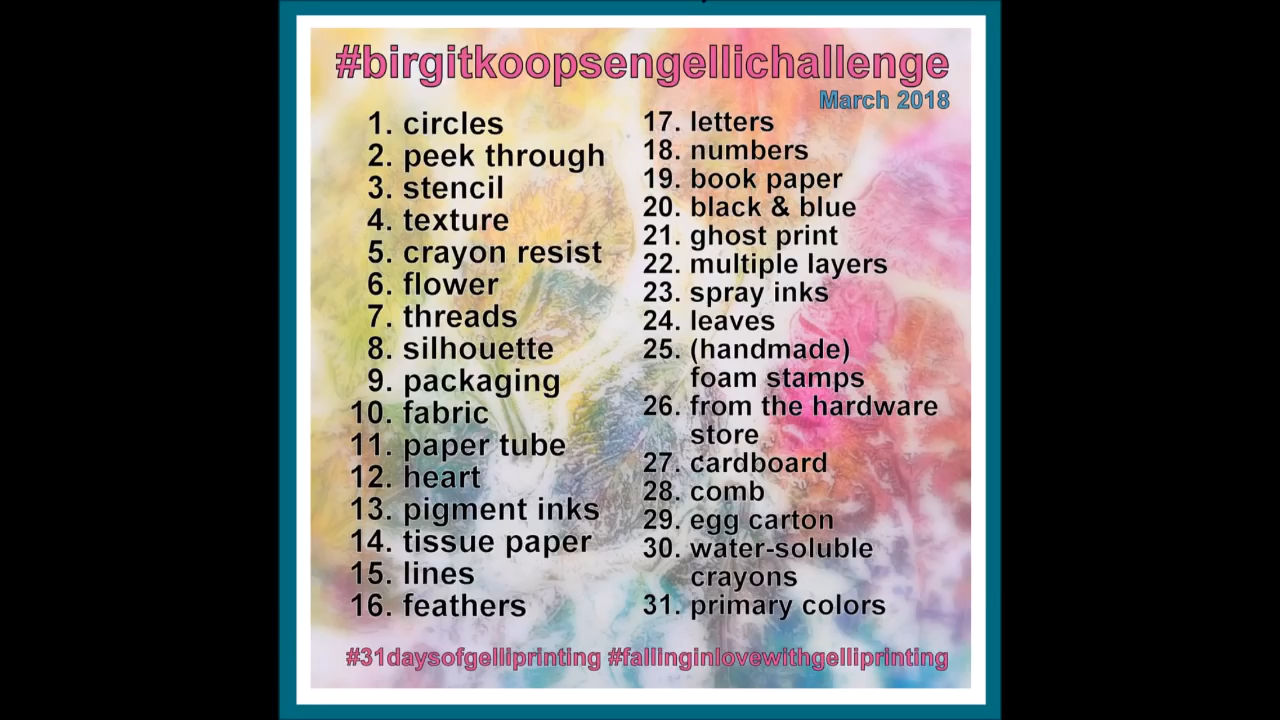 #birgitkoopsengellichallenge
March 2018
1. circles
2. peek through
3. stencil
4. texture
5. crayon resist
6. flower
7. threads
8. silhouette
9. packaging
10. fabric
11. paper tube
12. heart
13. pigment inks
14. tissue paper
15. lines
16. feathers
17. letters
18. numbers
19. book paper
20. black & blue
21. ghost print
22. multiple layers
23. spray inks
24. leaves
25. (handmade)
foam stamps
26. from the hardware
store
27. cardboard
28. comb
29. egg carton
30. water-soluble
crayons
31. primary colors
#31daysofgelliprinting #fallinginlovewithgelliprinting